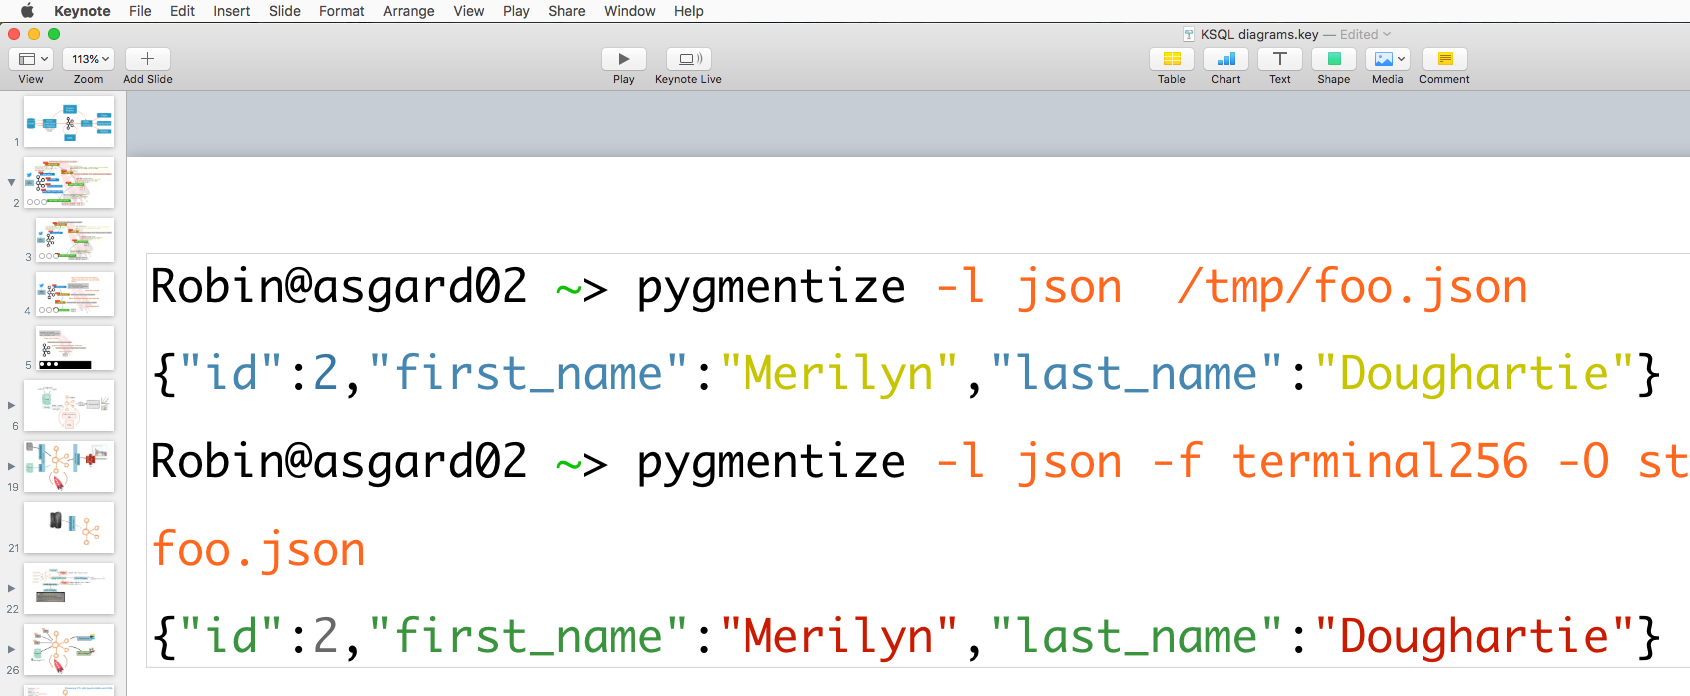 Keynote File Edit Insert Slide Format Arrange View Play Share Window Help
KSQL diagrams.key — Edited
113%
View Zoom Add Slide Play Keynote Live Table Chart Text Shape Media Comment
1
2
3
4
5
6
19
21
22
26
Robin@asgard02 ~> pygmentize -l json  /tmp/foo.json
{"id":2,"first_name":"Merilyn","last_name":"Doughartie"}
Robin@asgard02 ~> pygmentize -l json -f terminal256 -O st
foo.json
{"id":2,"first_name":"Merilyn","last_name":"Doughartie"}